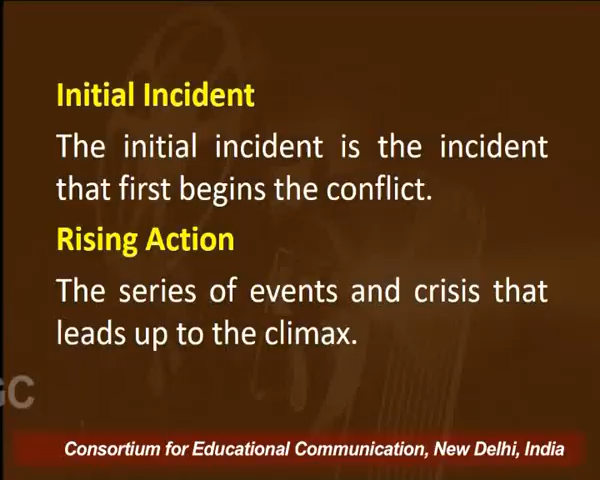 Initial Incident
The initial incident is the incident
that first begins the conflict.
Rising Action
The series of events and crisis that
leads up to the climax.
GC
Consortium for Educational Communication, New Delhi, India